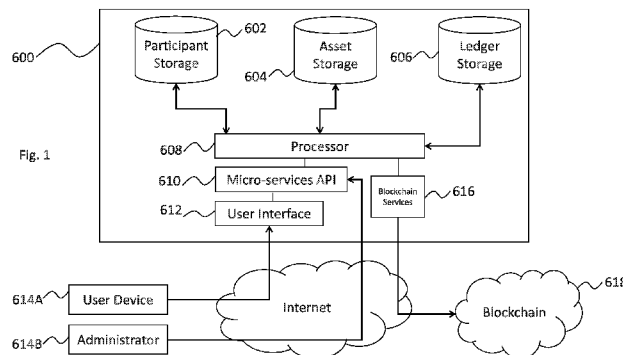 600
Participant
Storage
602
Asset
Storage
604
606
Ledger
Storage
Fig. 1
608
Processor
610
Micro-services API
Blockchain
Services
616
612
User Interface
614A
User Device
Internet
Blockchain
618
614B
Administrator